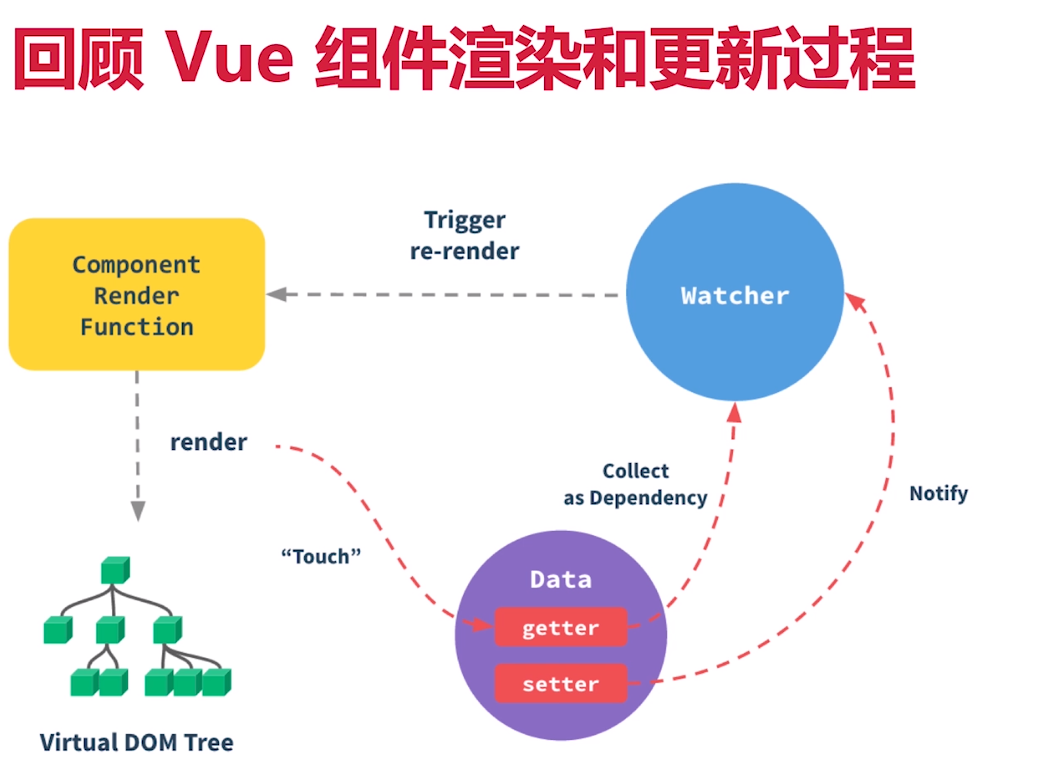 回顾 Vue 组件渲染和更新过程
Trigger
re-render
Component
Render
Function
Watcher
render
Collect
as Dependency
Notify
“Touch”
Data
getter
setter
Virtual DOM Tree